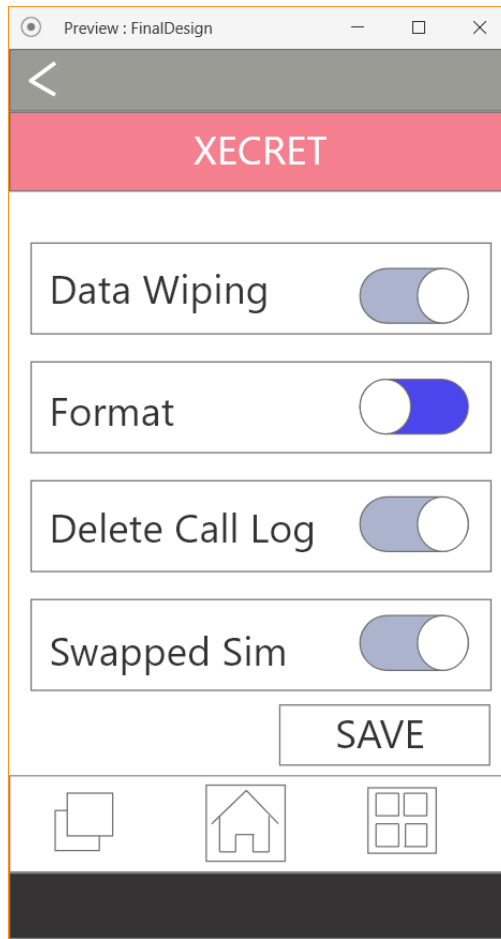 Preview : FinalDesign
XECRET
Data Wiping
Format
Delete Call Log
Swapped Sim
SAVE